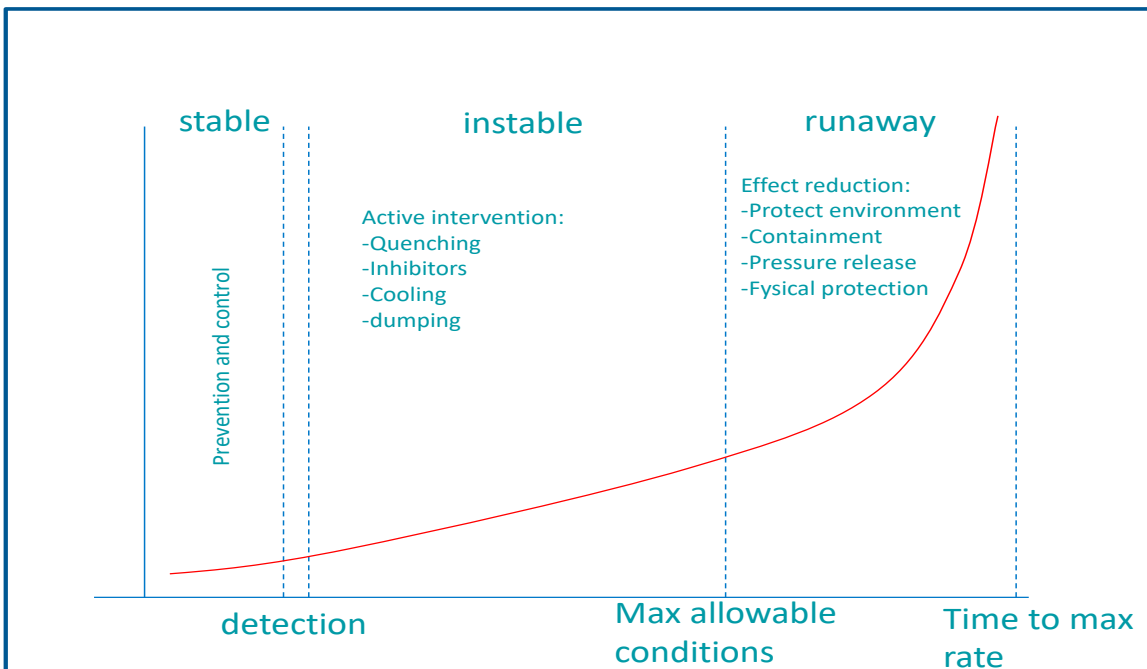 stable
instable
runaway
Prevention and control
Active intervention:
-Quenching
-Inhibitors
-Cooling
-dumping
Effect reduction:
-Protect environment
-Containment
-Pressure release
-Fysical protection
detection
Max allowable
conditions
Time to max
rate